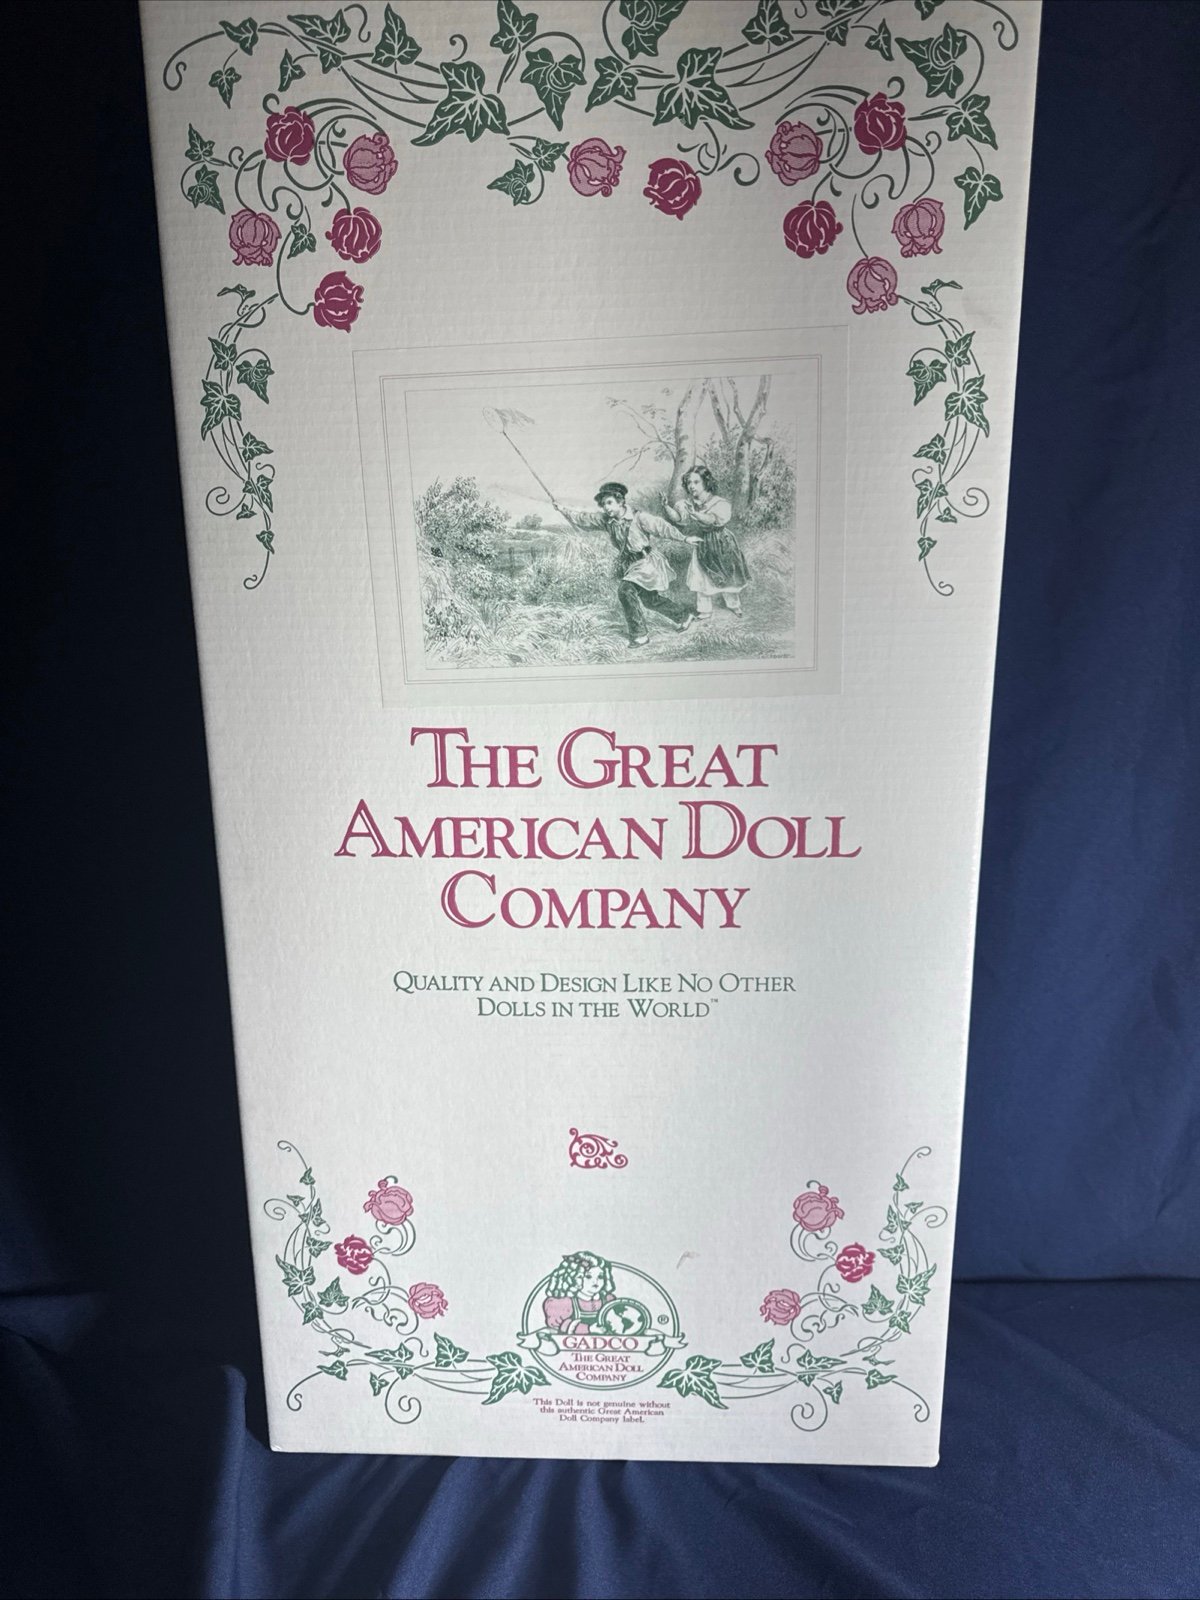 THE GREAT
AMERICAN DOLL
COMPANY
QUALITY AND DESIGN LIKE NO OTHER
DOLLS IN THE WORLD™
®
GADCO
THE GREAT
AMERICAN DOLL
COMPANY
This Doll is not genuine without
this authentic Great American
Doll Company label.